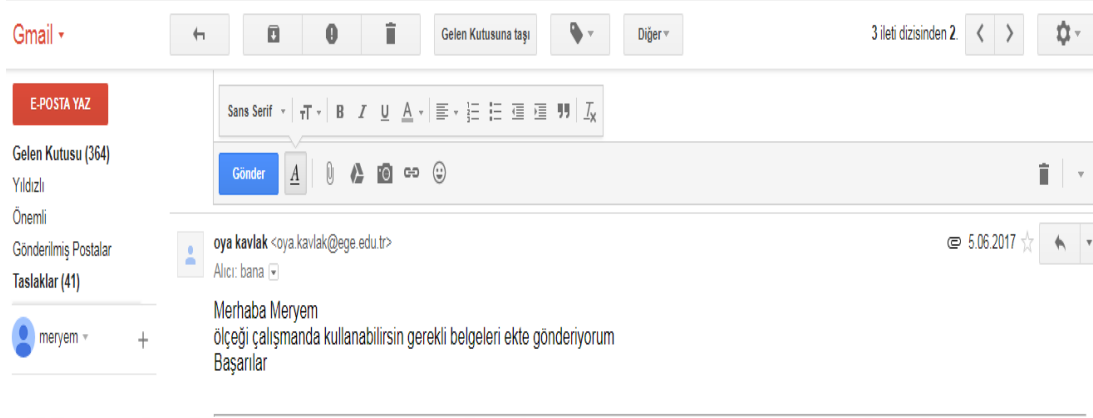 Gmail
Gelen Kutusuna taşı
Diğer
3 ileti dizisinden 2.
E-POSTA YAZ
Sans Serif
B I U A
Gelen Kutusu (364)
Gönder A
Yıldızlı
Önemli
Gönderilmiş Postalar
Taslaklar (41)
meryem
oya kavlak <oya.kavlak@ege.edu.tr>
5.06.2017
Alıcı: bana
Merhaba Meryem
ölçeği çalışmanda kullanabilirsin gerekli belgeleri ekte gönderiyorum
Başarılar